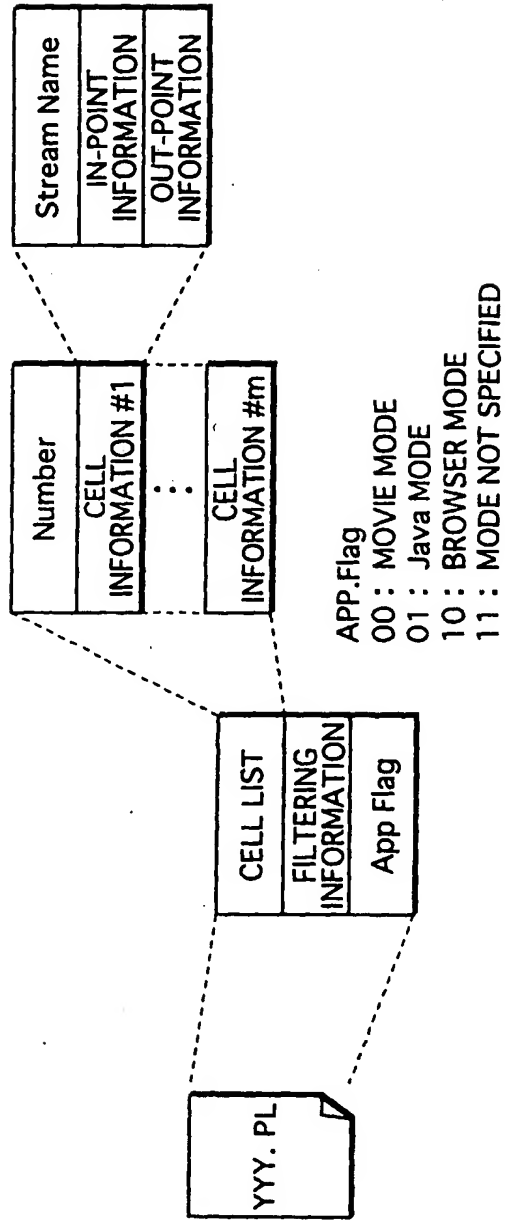 YYY. PL
CELL LIST
FILTERING
INFORMATION
App Flag
Number
CELL
INFORMATION #1
...
CELL
INFORMATION #m
Stream Name
IN-POINT
INFORMATION
OUT-POINT
INFORMATION
APP.Flag
00 : MOVIE MODE
01 : Java MODE
10 : BROWSER MODE
11 : MODE NOT SPECIFIED